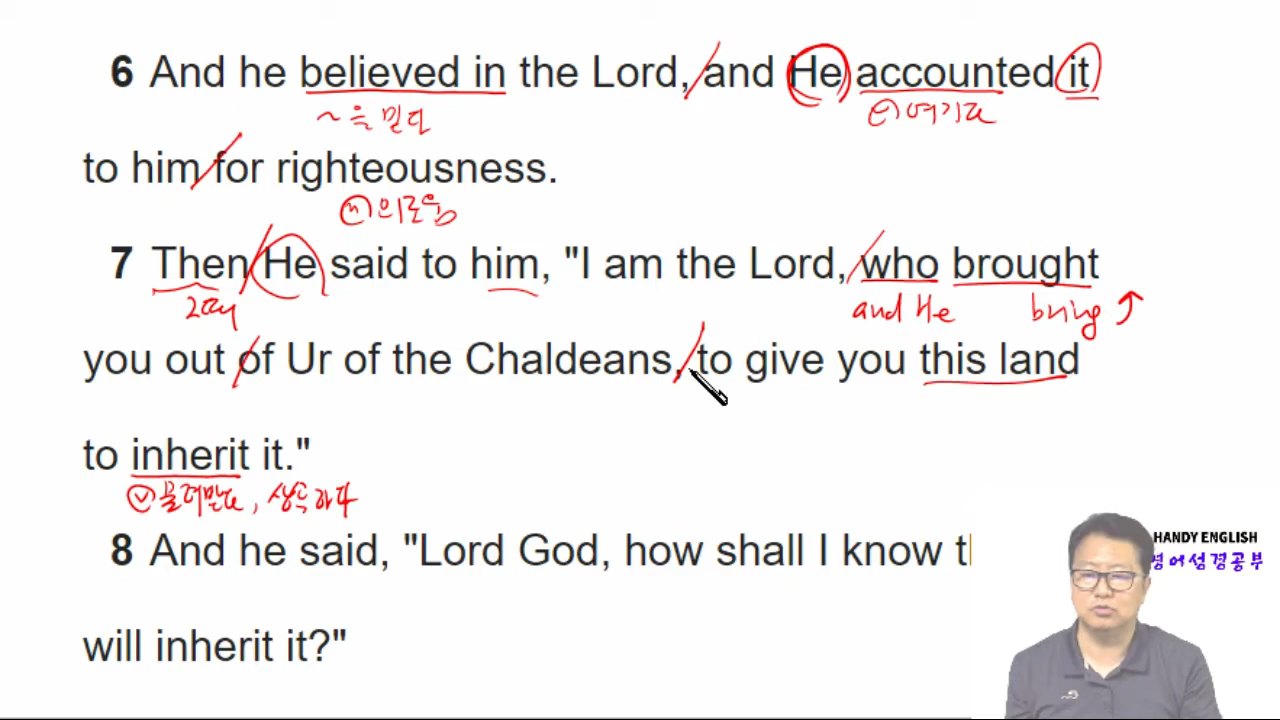 6 And he believed in the Lord, and He accounted it
~을 믿다 ⓥ 여기다
to him for righteousness.
ⓝ 의로움
7 Then He said to him, "I am the Lord, who brought
and He bring
you out of Ur of the Chaldeans, to give you this land
to inherit it."
ⓥ 물려받다, 상속하다
8 And he said, "Lord God, how shall I know
HANDY ENGLISH
영어성경공부
will inherit it?"